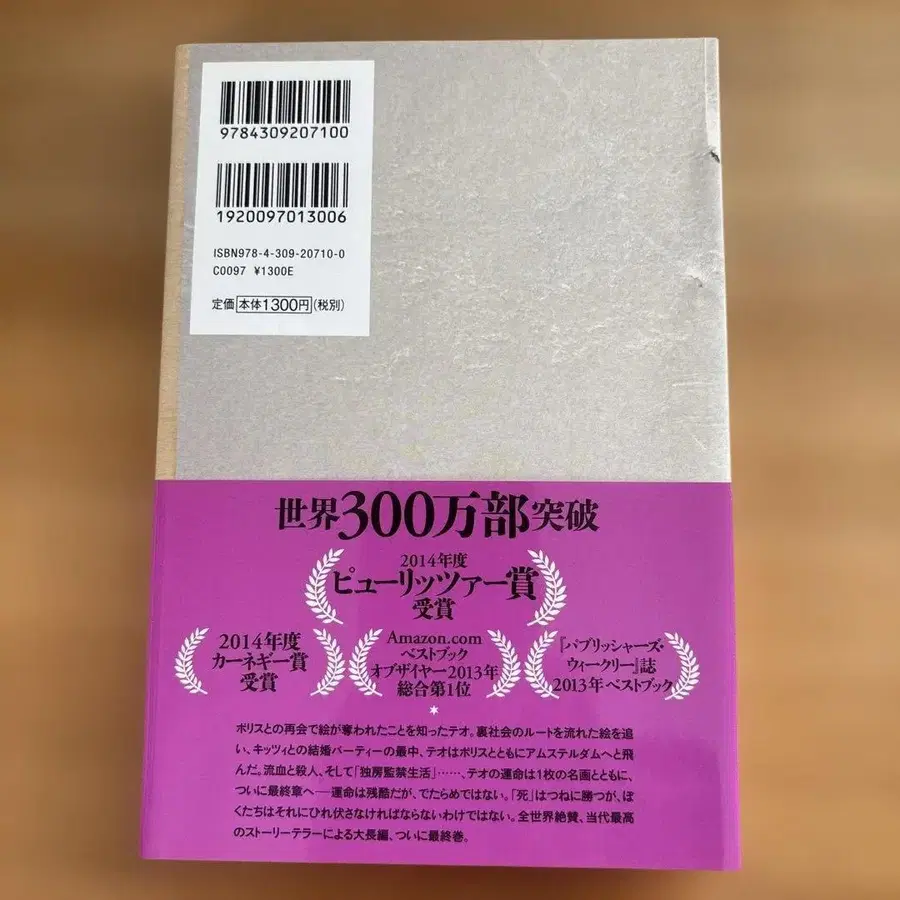 9784309207100
1920097013006
ISBN978-4-309-20710-0
C0097 ¥1300E
定価 本体1300円(税別)
世界300万部突破
2014年度
ピューリッツァー賞
受賞
2014年度
カーネギー賞
受賞
Amazon.com
ベストブック
オブザイヤー2013年
総合第1位
『パブリッシャーズ・
ウィークリー』誌
2013年 ベストブック
ボリスとの再会で絵が奪われたことを知ったテオ。裏社会のルートを流れた絵を追
い、キッツィとの結婚パーティーの最中、テオはボリスとともにアムステルダムへと飛
んだ。流血と殺人、そして「独房監禁生活」……、テオの運命は1枚の名画とともに、
ついに最終章へ──運命は残酷だが、でたらめではない。「死」はつねに勝つが、ぼ
くたちはそれにひれ伏さなければならないわけではない。全世界絶賛、当代最高
のストーリーテラーによる大長編、ついに最終巻。